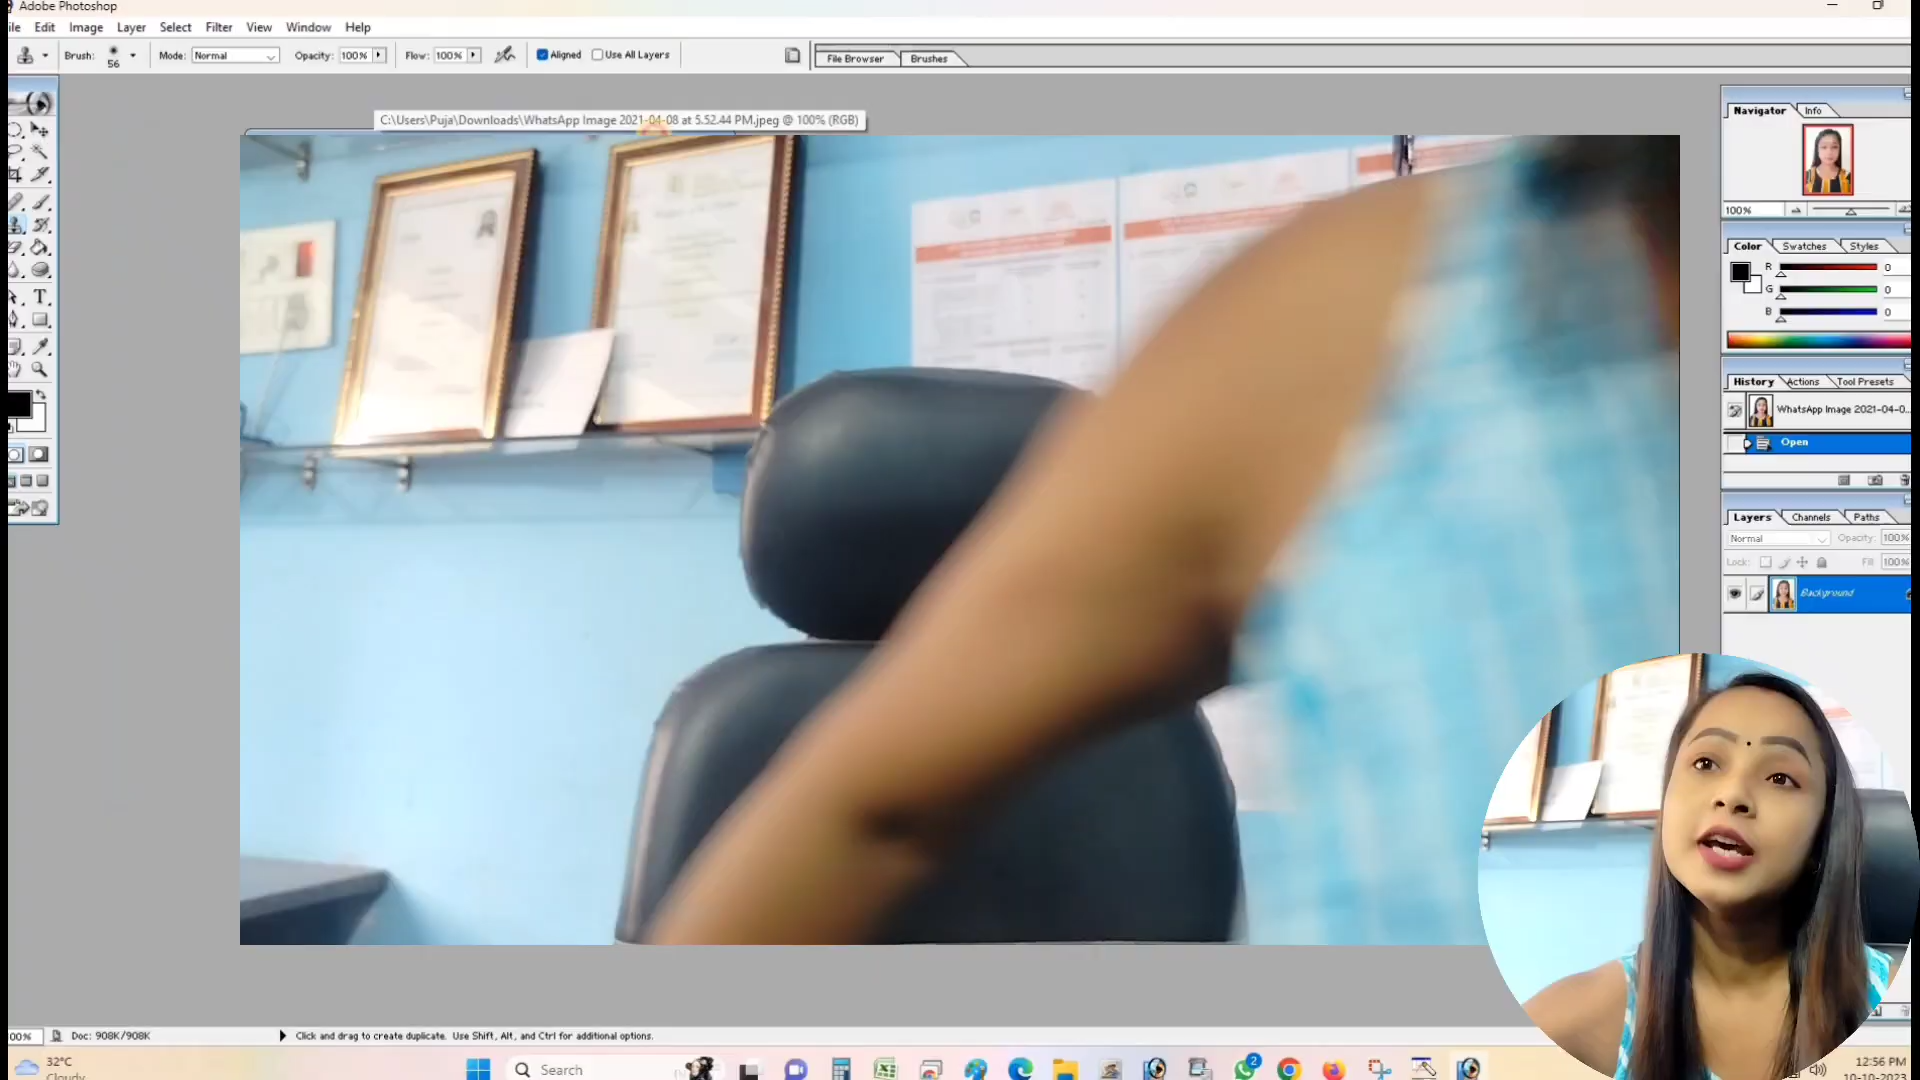 Adobe Photoshop
ile Edit Image Layer Select Filter View Window Help
Brush: 56 Mode: Normal Opacity: 100% Flow: 100% Aligned Use All Layers File Browser Brushes
C:\Users\Puja\Downloads\WhatsApp Image 2021-04-08 at 5.52.44 PM.jpeg @ 100% (RGB)
Navigator Info
100%
Color Swatches Styles
R 0
G 0
B 0
History Actions Tool Presets
WhatsApp Image 2021-04-0...
Open
Layers Channels Paths
Normal Opacity: 100%
Lock: Fill 100%
Background
00% Doc: 908K/908K Click and drag to create duplicate. Use Shift, Alt, and Ctrl for additional options.
32°C
Cloudy
Search
2
12:56 PM
10-10-2023